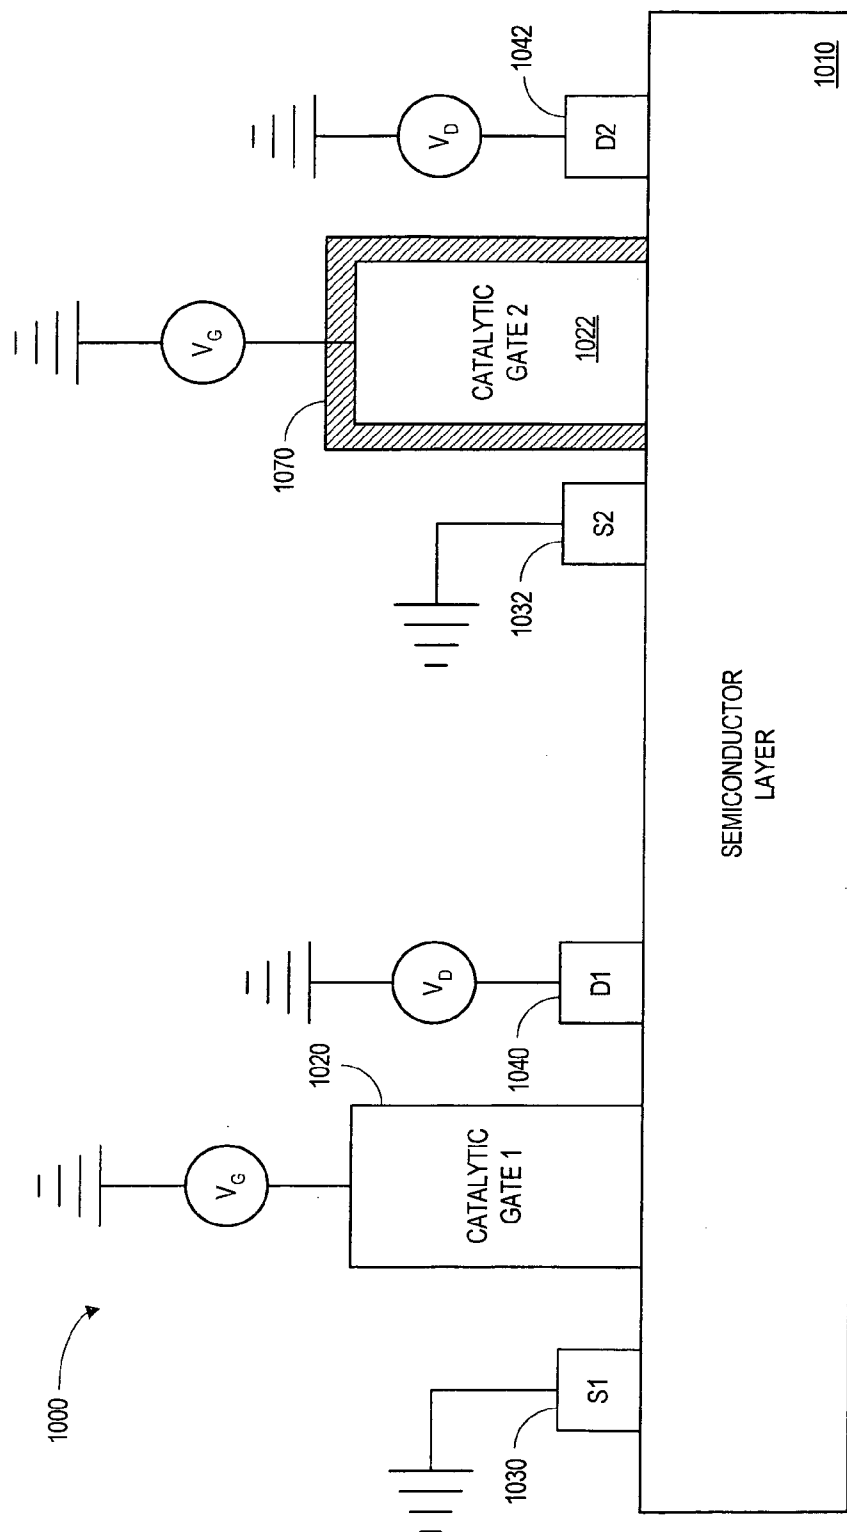 1000
V_G
1020
CATALYTIC
GATE 1
S1
1030
V_D
D1
1040
V_G
1070
CATALYTIC
GATE 2
1022
S2
1032
V_D
D2
1042
SEMICONDUCTOR
LAYER
1010